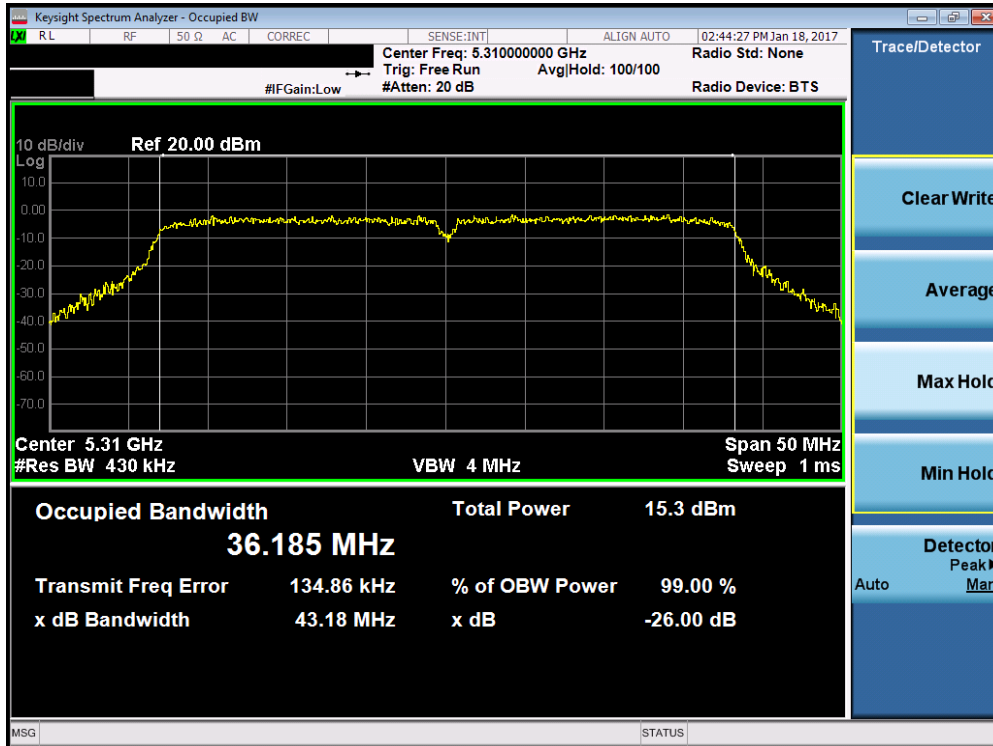 Keysight Spectrum Analyzer - Occupied BW
LXI RL RF 50 Ω AC CORREC SENSE:INT ALIGN AUTO 02:44:27 PM Jan 18, 2017
Center Freq: 5.310000000 GHz Radio Std: None
Trig: Free Run Avg|Hold: 100/100
#IFGain:Low #Atten: 20 dB Radio Device: BTS
Trace/Detector
10 dB/div Ref 20.00 dBm
Log
10.0
0.00
-10.0
-20.0
-30.0
-40.0
-50.0
-60.0
-70.0
Center 5.31 GHz Span 50 MHz
#Res BW 430 kHz VBW 4 MHz Sweep 1 ms
Occupied Bandwidth Total Power 15.3 dBm
36.185 MHz
Transmit Freq Error 134.86 kHz % of OBW Power 99.00 %
x dB Bandwidth 43.18 MHz x dB -26.00 dB
Clear Write
Average
Max Hold
Min Hold
Detector
Peak
Auto Man
MSG STATUS